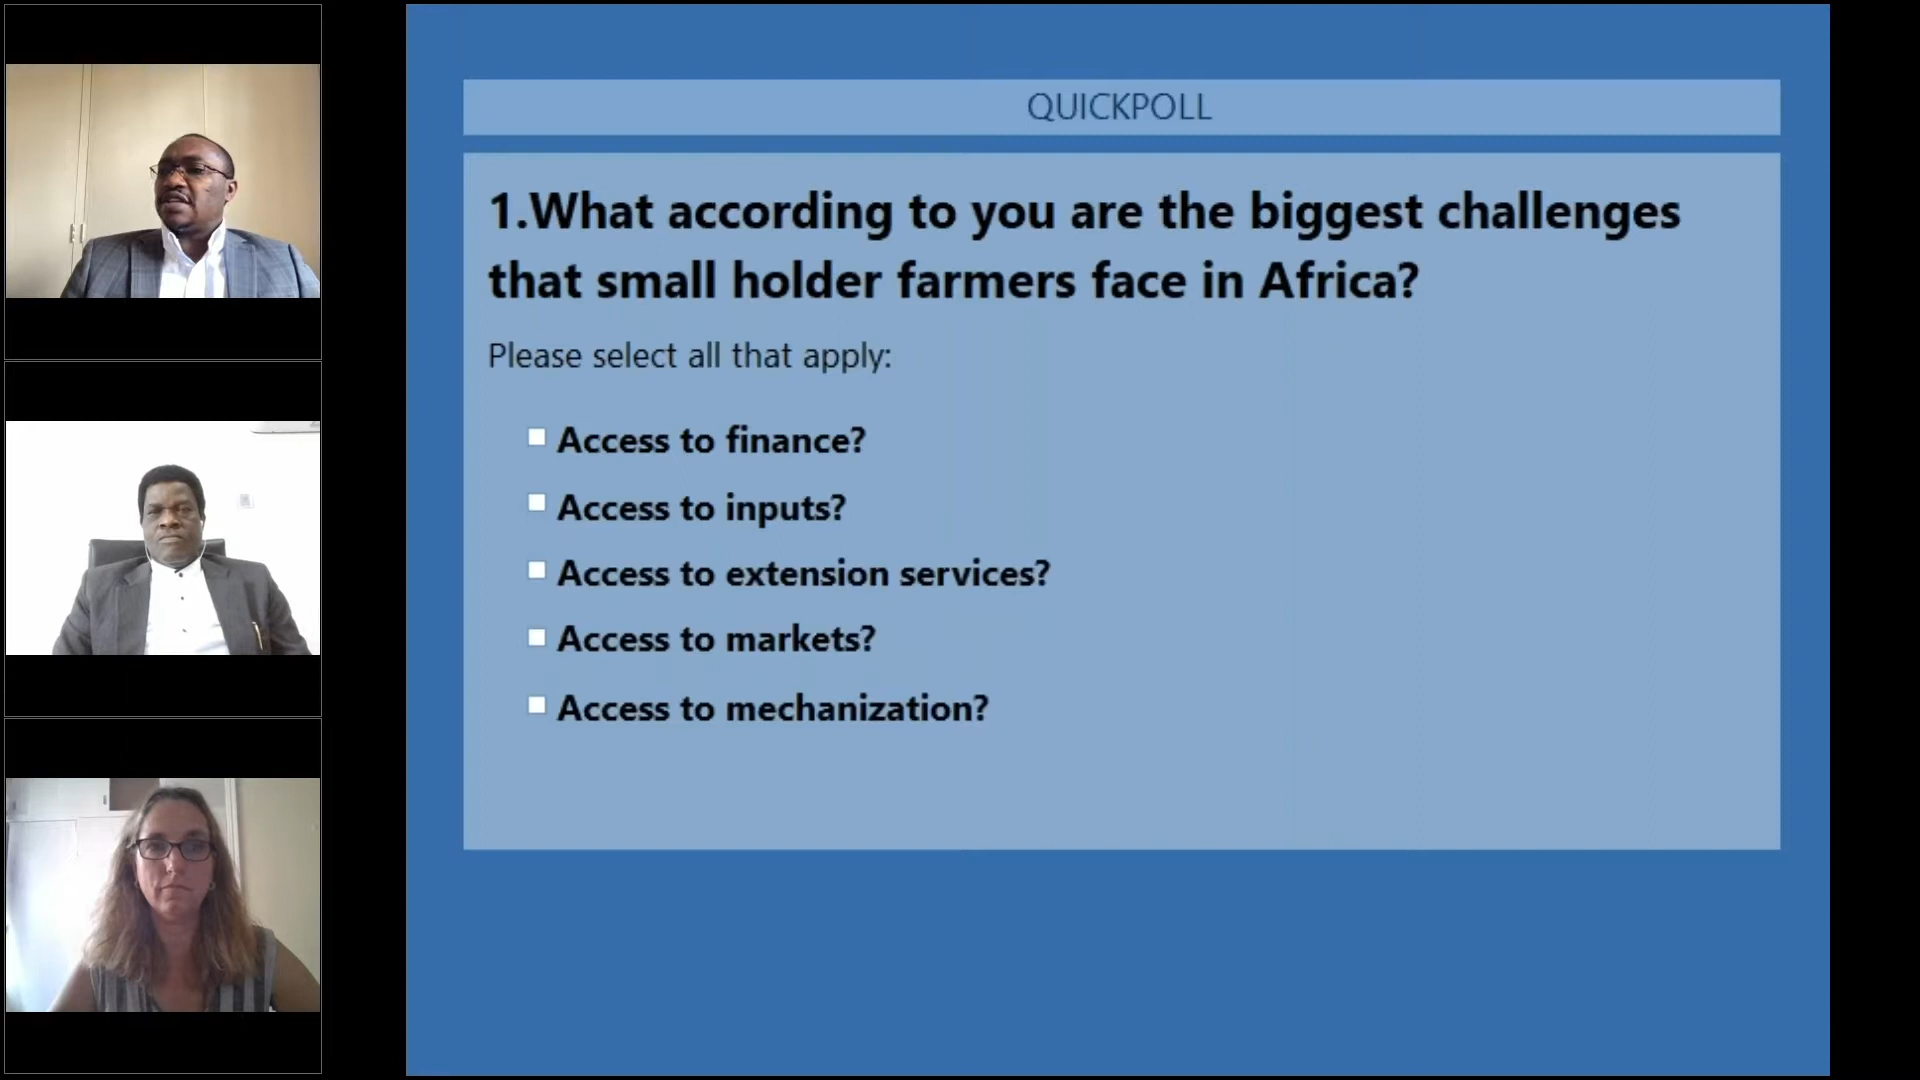 QUICKPOLL
1.What according to you are the biggest challenges
that small holder farmers face in Africa?
Please select all that apply:
Access to finance?
Access to inputs?
Access to extension services?
Access to markets?
Access to mechanization?